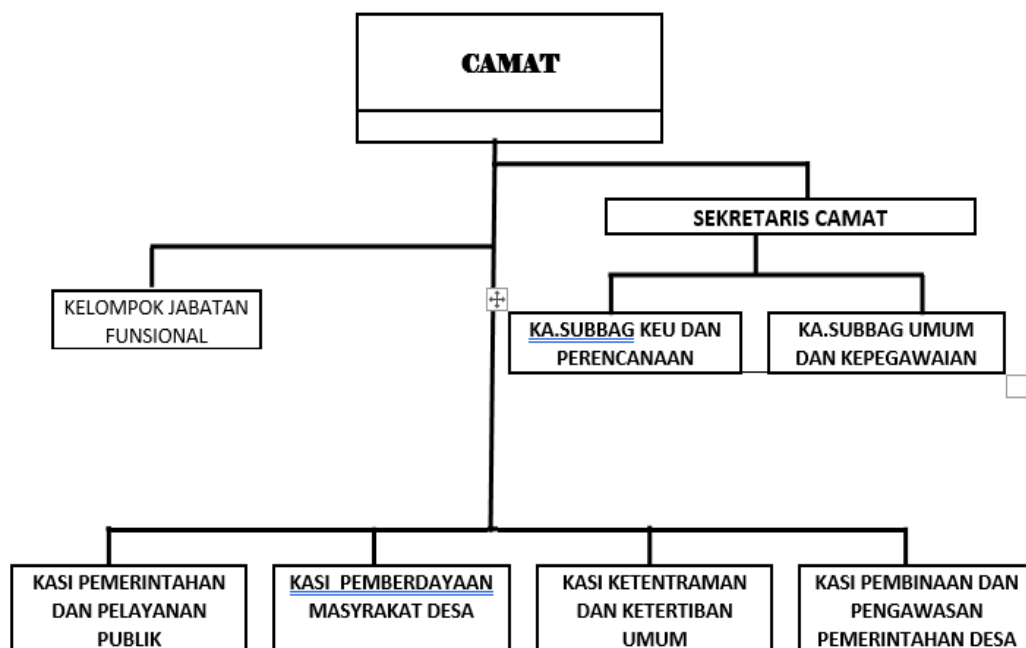 CAMAT
SEKRETARIS CAMAT
KELOMPOK JABATAN
FUNSIONAL
KA.SUBBAG KEU DAN
PERENCANAAN
KA.SUBBAG UMUM
DAN KEPEGAWAIAN
KASI PEMERINTAHAN
DAN PELAYANAN
PUBLIK
KASI PEMBERDAYAAN
MASYRAKAT DESA
KASI KETENTRAMAN
DAN KETERTIBAN
UMUM
KASI PEMBINAAN DAN
PENGAWASAN
PEMERINTAHAN DESA